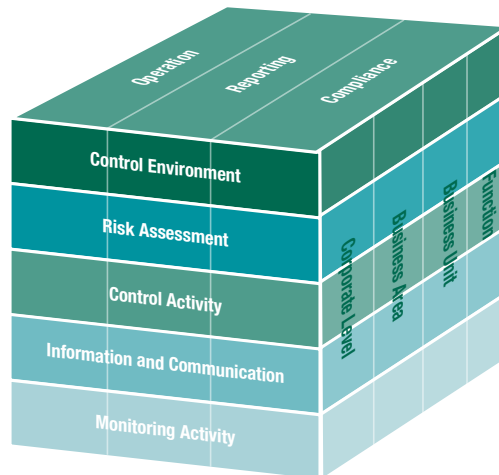 Operation
Reporting
Compliance
Control Environment
Risk Assessment
Control Activity
Information and Communication
Monitoring Activity
Corporate Level
Business Area
Business Unit
Function